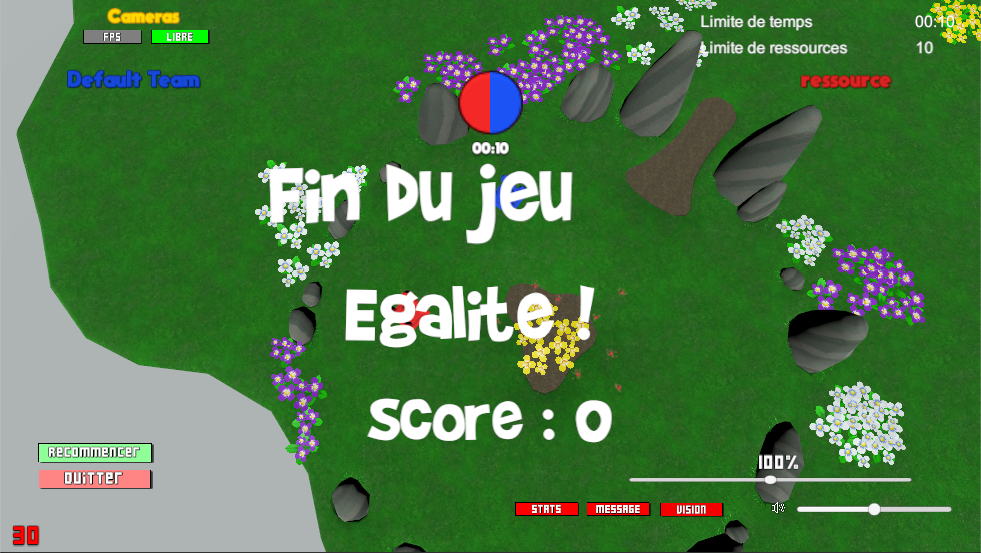 Cameras
FPS LIBRE
Limite de temps 00:10
Limite de ressources 10
Default Team
ressource
00:10
Fin Du jeu
Egalite !
Score : 0
Recommencer
Quitter
100%
STATS MESSAGE VISION
30